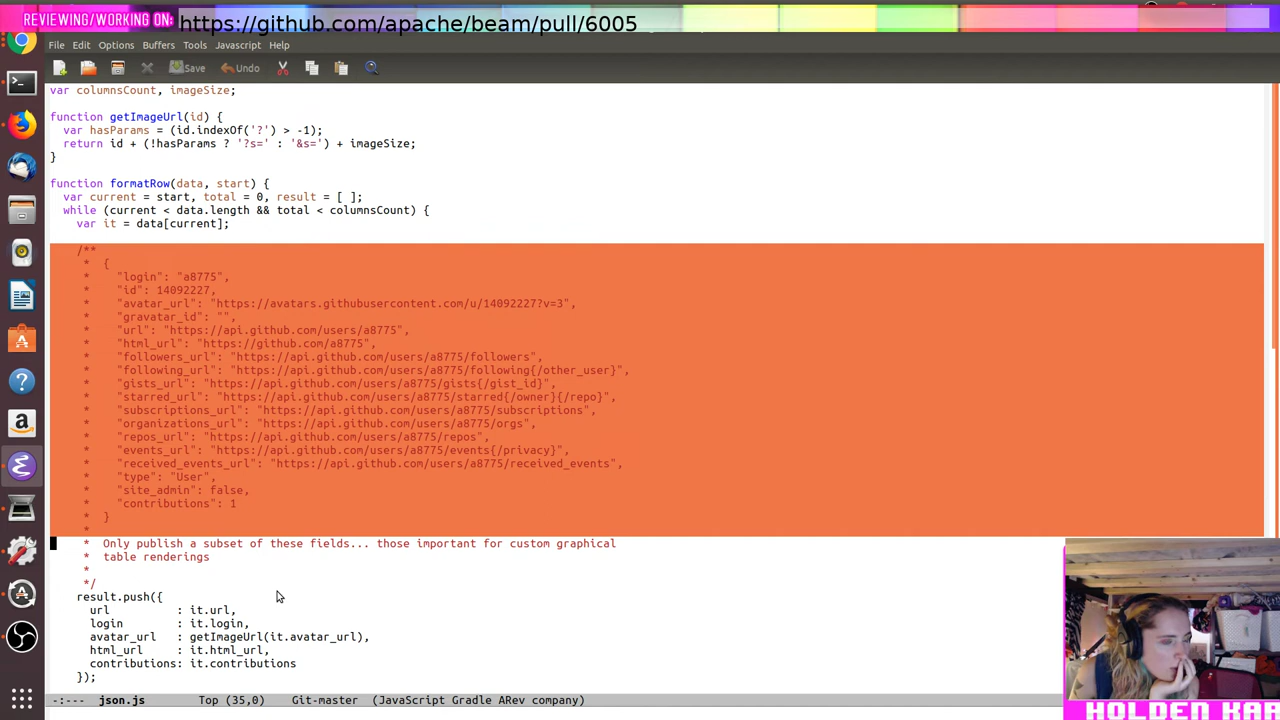 REVIEWING/WORKING ON: https://github.com/apache/beam/pull/6005
File Edit Options Buffers Tools Javascript Help
Save Undo
var columnsCount, imageSize;
function getImageUrl(id) {
  var hasParams = (id.indexOf('?') > -1);
  return id + (!hasParams ? '?s=' : '&s=') + imageSize;
}
function formatRow(data, start) {
  var current = start, total = 0, result = [ ];
  while (current < data.length && total < columnsCount) {
    var it = data[current];
    /**
     *  {
     *    "login": "a8775",
     *    "id": 14092227,
     *    "avatar_url": "https://avatars.githubusercontent.com/u/14092227?v=3",
     *    "gravatar_id": "",
     *    "url": "https://api.github.com/users/a8775",
     *    "html_url": "https://github.com/a8775",
     *    "followers_url": "https://api.github.com/users/a8775/followers",
     *    "following_url": "https://api.github.com/users/a8775/following{/other_user}",
     *    "gists_url": "https://api.github.com/users/a8775/gists{/gist_id}",
     *    "starred_url": "https://api.github.com/users/a8775/starred{/owner}{/repo}",
     *    "subscriptions_url": "https://api.github.com/users/a8775/subscriptions",
     *    "organizations_url": "https://api.github.com/users/a8775/orgs",
     *    "repos_url": "https://api.github.com/users/a8775/repos",
     *    "events_url": "https://api.github.com/users/a8775/events{/privacy}",
     *    "received_events_url": "https://api.github.com/users/a8775/received_events",
     *    "type": "User",
     *    "site_admin": false,
     *    "contributions": 1
     *  }
     *
     *  Only publish a subset of these fields... those important for custom graphical
     *  table renderings
     *
     */
    result.push({
      url          : it.url,
      login        : it.login,
      avatar_url   : getImageUrl(it.avatar_url),
      html_url     : it.html_url,
      contributions: it.contributions
    });
-:---  json.js        Top (35,0)    Git-master  (JavaScript Gradle ARev company)
HOLDEN KAR